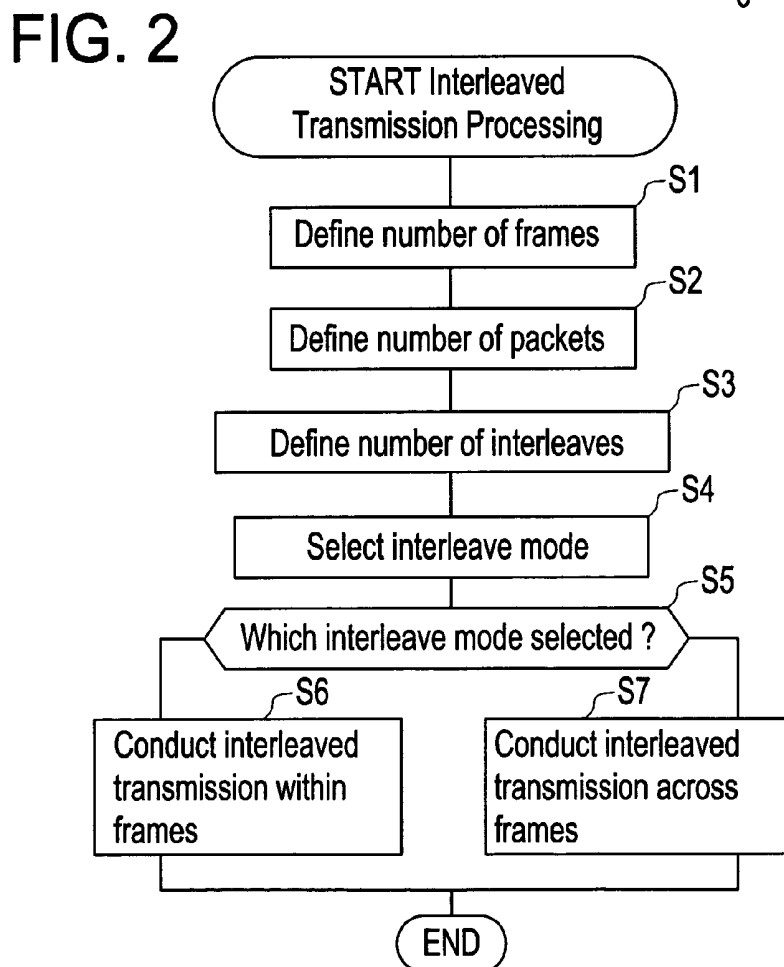 FIG. 2
START Interleaved
Transmission Processing
S1
Define number of frames
S2
Define number of packets
S3
Define number of interleaves
S4
Select interleave mode
S5
Which interleave mode selected ?
S6
Conduct interleaved
transmission within
frames
S7
Conduct interleaved
transmission across
frames
END